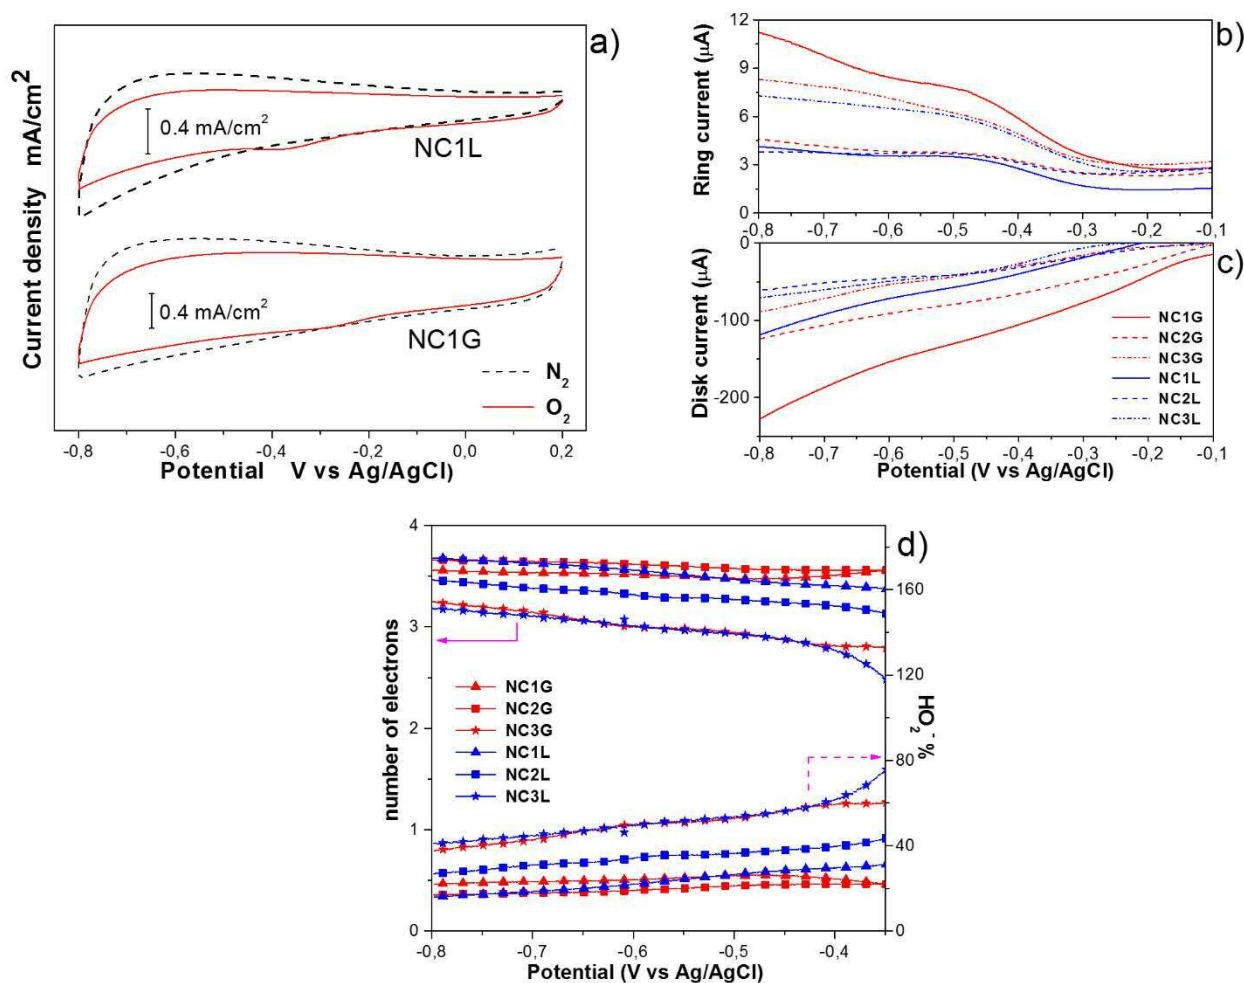 a)
Current density mA/cm²
0.4 mA/cm²
NC1L
0.4 mA/cm²
NC1G
N₂
O₂
-0,8 -0,6 -0,4 -0,2 0,0 0,2
Potential V vs Ag/AgCl)
b)
Ring current (μA)
12
9
6
3
0
-0,8 -0,7 -0,6 -0,5 -0,4 -0,3 -0,2 -0,1
c)
Disk current (μA)
0
-100
-200
NC1G
NC2G
NC3G
NC1L
NC2L
NC3L
-0,8 -0,7 -0,6 -0,5 -0,4 -0,3 -0,2 -0,1
Potential (V vs Ag/AgCl)
d)
number of electrons
4
3
2
1
0
NC1G
NC2G
NC3G
NC1L
NC2L
NC3L
160
120
80
40
0
HO₂⁻ %
-0,8 -0,7 -0,6 -0,5 -0,4
Potential (V vs Ag/AgCl)